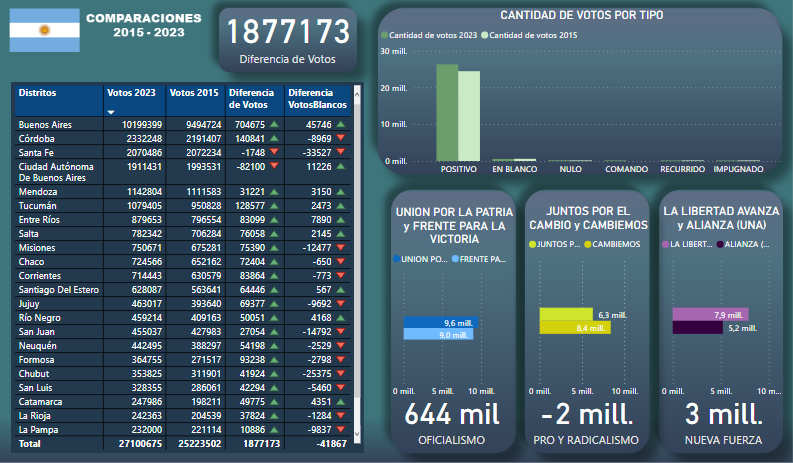 COMPARACIONES
2015 - 2023
1877173
Diferencia de Votos
Distritos Votos 2023 Votos 2015 Diferencia de Votos Diferencia VotosBlancos
Buenos Aires 10199399 9494724 704675 45746
Córdoba 2332248 2191407 140841 -8969
Santa Fe 2070486 2072234 -1748 -33527
Ciudad Autónoma De Buenos Aires 1911431 1993531 -82100 11226
Mendoza 1142804 1111583 31221 3150
Tucumán 1079405 950828 128577 2473
Entre Ríos 879653 796554 83099 7890
Salta 782342 706284 76058 2145
Misiones 750671 675281 75390 -12477
Chaco 724566 652162 72404 -650
Corrientes 714443 630579 83864 -773
Santiago Del Estero 628087 563641 64446 567
Jujuy 463017 393640 69377 -9692
Río Negro 459214 409163 50051 4168
San Juan 455037 427983 27054 -14792
Neuquén 442495 388297 54198 -2529
Formosa 364755 271517 93238 -2798
Chubut 353825 311901 41924 -25375
San Luis 328355 286061 42294 -5460
Catamarca 247986 198211 49775 4351
La Rioja 242363 204539 37824 -1284
La Pampa 232000 221114 10886 -9837
Total 27100675 25223502 1877173 -41867
CANTIDAD DE VOTOS POR TIPO
Cantidad de votos 2023 Cantidad de votos 2015
30 mill.
20 mill.
10 mill.
0 mill.
POSITIVO EN BLANCO NULO COMANDO RECURRIDO IMPUGNADO
UNION POR LA PATRIA
y FRENTE PARA LA
VICTORIA
UNION PO... FRENTE PA...
9,6 mill.
9,0 mill.
0 mill. 5 mill. 10 mill.
644 mil
OFICIALISMO
JUNTOS POR EL
CAMBIO y CAMBIEMOS
JUNTOS P... CAMBIEMOS
6,3 mill.
8,4 mill.
0 mill. 5 mill. 10 mill.
-2 mill.
PRO Y RADICALISMO
LA LIBERTAD AVANZA
y ALIANZA (UNA)
LA LIBERT... ALIANZA (...
7,9 mill.
5,2 mill.
0 mill. 5 mill. 10 m...
3 mill.
NUEVA FUERZA